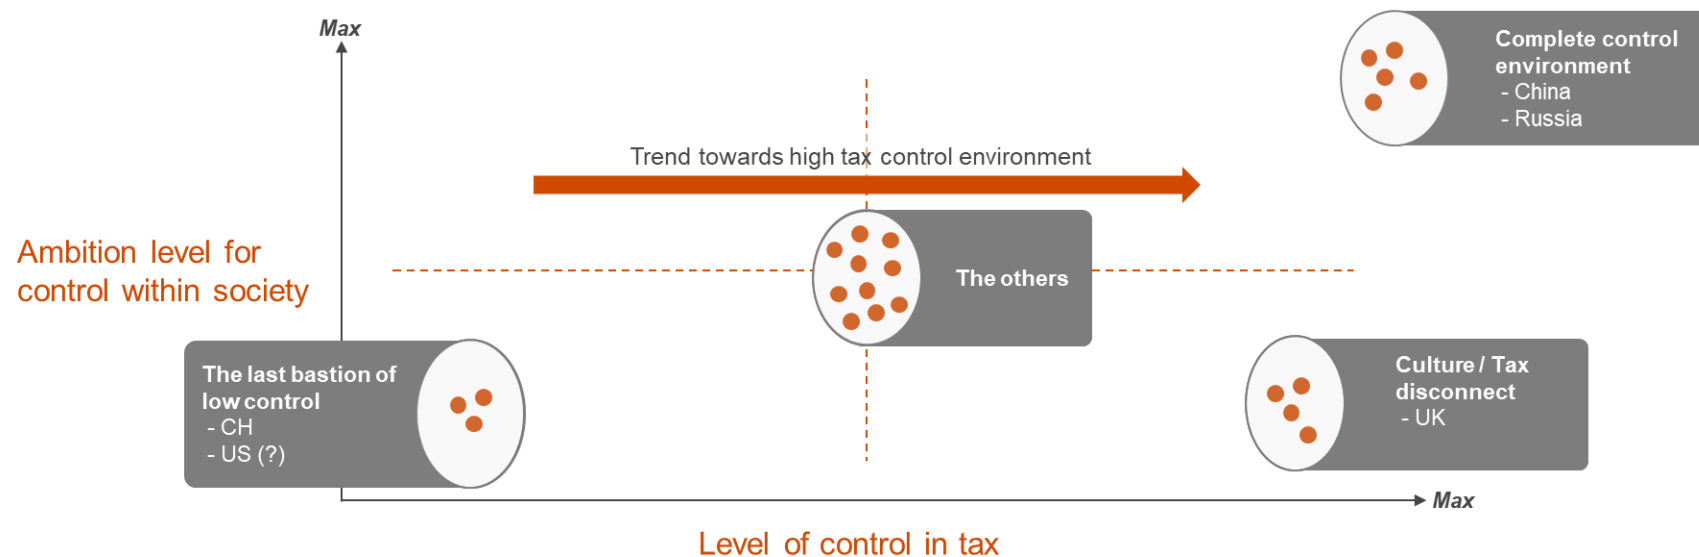 Max
Complete control
environment
- China
- Russia
Trend towards high tax control environment
Ambition level for
control within society
The others
The last bastion of
low control
- CH
- US (?)
Culture / Tax
disconnect
- UK
Max
Level of control in tax